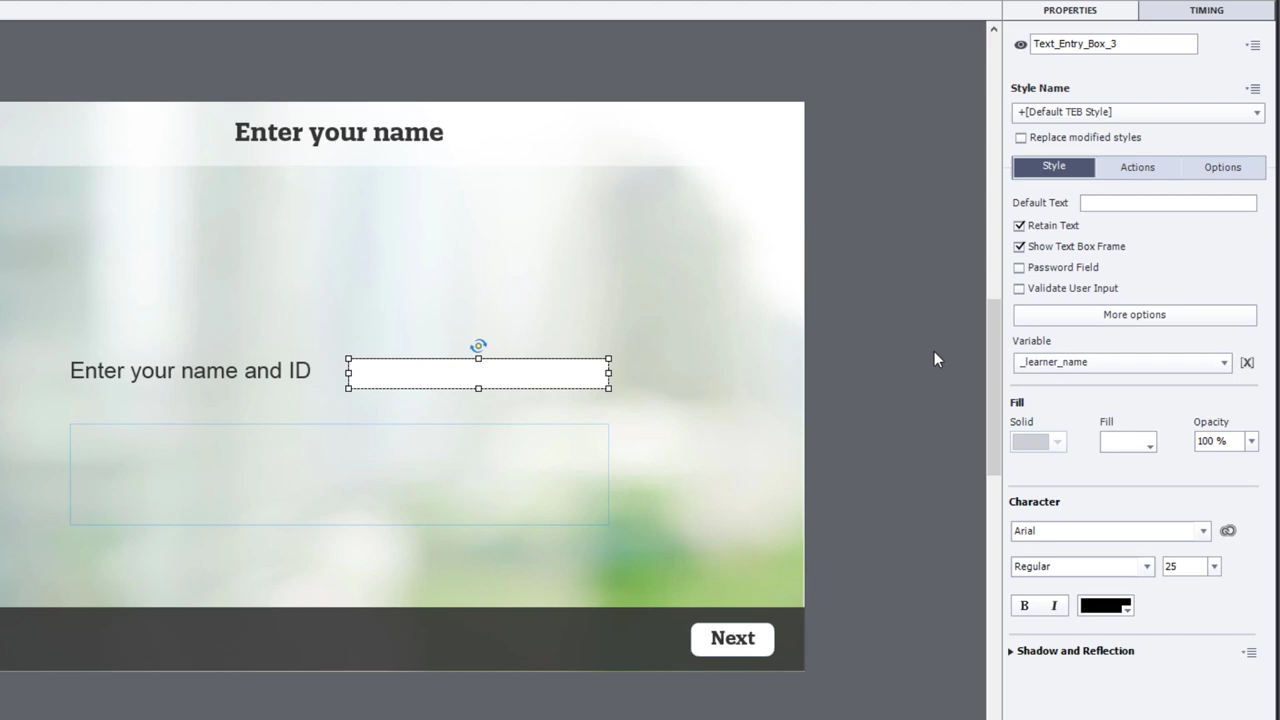 PROPERTIES TIMING
Text_Entry_Box_3
Style Name
+[Default TEB Style]
Replace modified styles
Style Actions Options
Default Text
Retain Text
Show Text Box Frame
Password Field
Validate User Input
More options
Variable
_learner_name [X]
Fill
Solid Fill Opacity
100 %
Character
Arial
Regular 25
B I
Shadow and Reflection
Enter your name
Enter your name and ID
Next